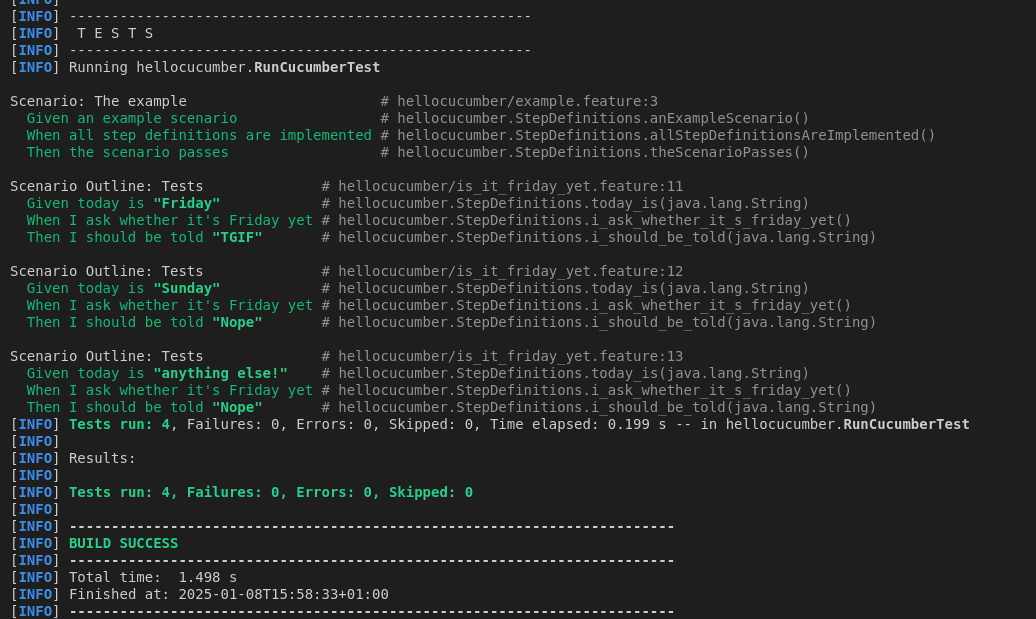 [INFO]
[INFO] -------------------------------------------------------
[INFO]  T E S T S
[INFO] -------------------------------------------------------
[INFO] Running hellocucumber.RunCucumberTest

Scenario: The example                       # hellocucumber/example.feature:3
  Given an example scenario                 # hellocucumber.StepDefinitions.anExampleScenario()
  When all step definitions are implemented # hellocucumber.StepDefinitions.allStepDefinitionsAreImplemented()
  Then the scenario passes                  # hellocucumber.StepDefinitions.theScenarioPasses()

Scenario Outline: Tests              # hellocucumber/is_it_friday_yet.feature:11
  Given today is "Friday"            # hellocucumber.StepDefinitions.today_is(java.lang.String)
  When I ask whether it's Friday yet # hellocucumber.StepDefinitions.i_ask_whether_it_s_friday_yet()
  Then I should be told "TGIF"       # hellocucumber.StepDefinitions.i_should_be_told(java.lang.String)

Scenario Outline: Tests              # hellocucumber/is_it_friday_yet.feature:12
  Given today is "Sunday"            # hellocucumber.StepDefinitions.today_is(java.lang.String)
  When I ask whether it's Friday yet # hellocucumber.StepDefinitions.i_ask_whether_it_s_friday_yet()
  Then I should be told "Nope"       # hellocucumber.StepDefinitions.i_should_be_told(java.lang.String)

Scenario Outline: Tests              # hellocucumber/is_it_friday_yet.feature:13
  Given today is "anything else!"    # hellocucumber.StepDefinitions.today_is(java.lang.String)
  When I ask whether it's Friday yet # hellocucumber.StepDefinitions.i_ask_whether_it_s_friday_yet()
  Then I should be told "Nope"       # hellocucumber.StepDefinitions.i_should_be_told(java.lang.String)
[INFO] Tests run: 4, Failures: 0, Errors: 0, Skipped: 0, Time elapsed: 0.199 s -- in hellocucumber.RunCucumberTest
[INFO]
[INFO] Results:
[INFO]
[INFO] Tests run: 4, Failures: 0, Errors: 0, Skipped: 0
[INFO]
[INFO] ------------------------------------------------------------------------
[INFO] BUILD SUCCESS
[INFO] ------------------------------------------------------------------------
[INFO] Total time:  1.498 s
[INFO] Finished at: 2025-01-08T15:58:33+01:00
[INFO] ------------------------------------------------------------------------